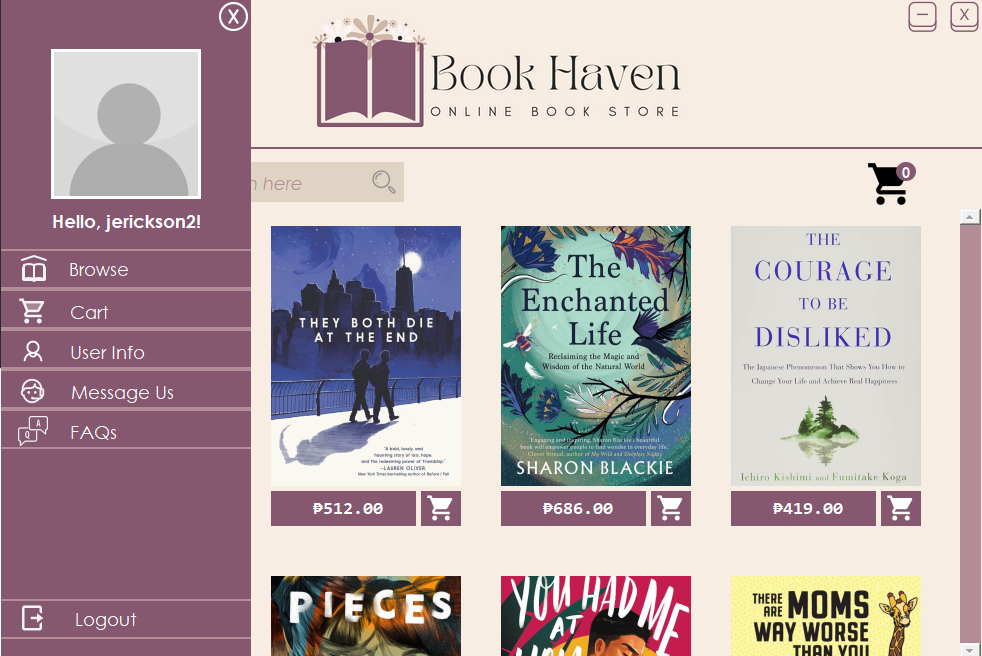 X
Hello, jerickson2!
Browse
Cart
User Info
Message Us
Q A
FAQs
Logout
Book Haven
ONLINE BOOK STORE
– X
here
0
THEY BOTH DIE
AT THE END
"A bold, lively, and
haunting story of loss, hope,
and the redeeming power of friendship."
—LAUREN OLIVER,
New York Times bestselling author of Before I Fall
₱512.00
The
Enchanted
Life
Reclaiming the Magic and
Wisdom of the Natural World
'Engaging and inspiring, Sharon Blackie's beautiful
book will empower people to find wonder in everyday life.'
Clover Stroud, author of My Wild and Sleepless Nights
SHARON BLACKIE
₱686.00
THE
COURAGE
TO BE
DISLIKED
The Japanese Phenomenon That Shows You How to
Change Your Life and Achieve Real Happiness
Ichiro Kishimi and Fumitake Koga
₱419.00
PIECES
YOU HAD ME
AT
THERE ARE MOMS
WAY WORSE
THAN YOU